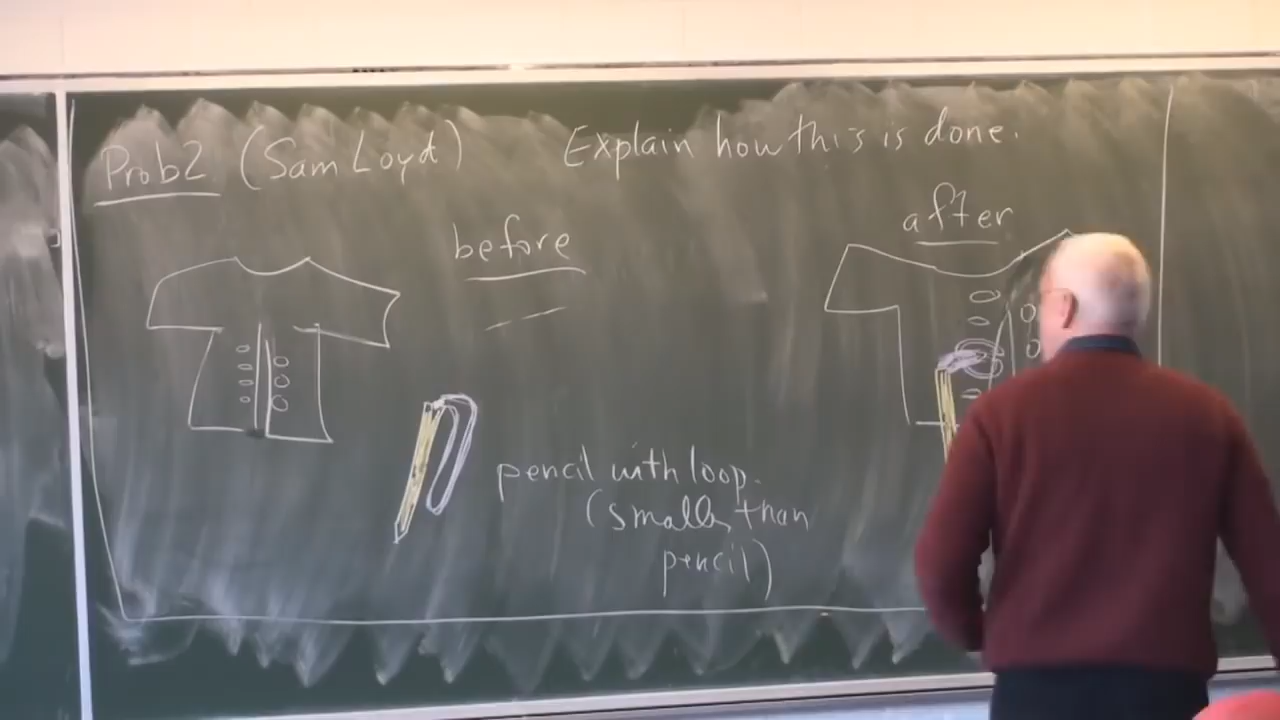 Prob2 (Sam Loyd) Explain how this is done.
before
after
pencil with loop.
(smaller than
pencil)